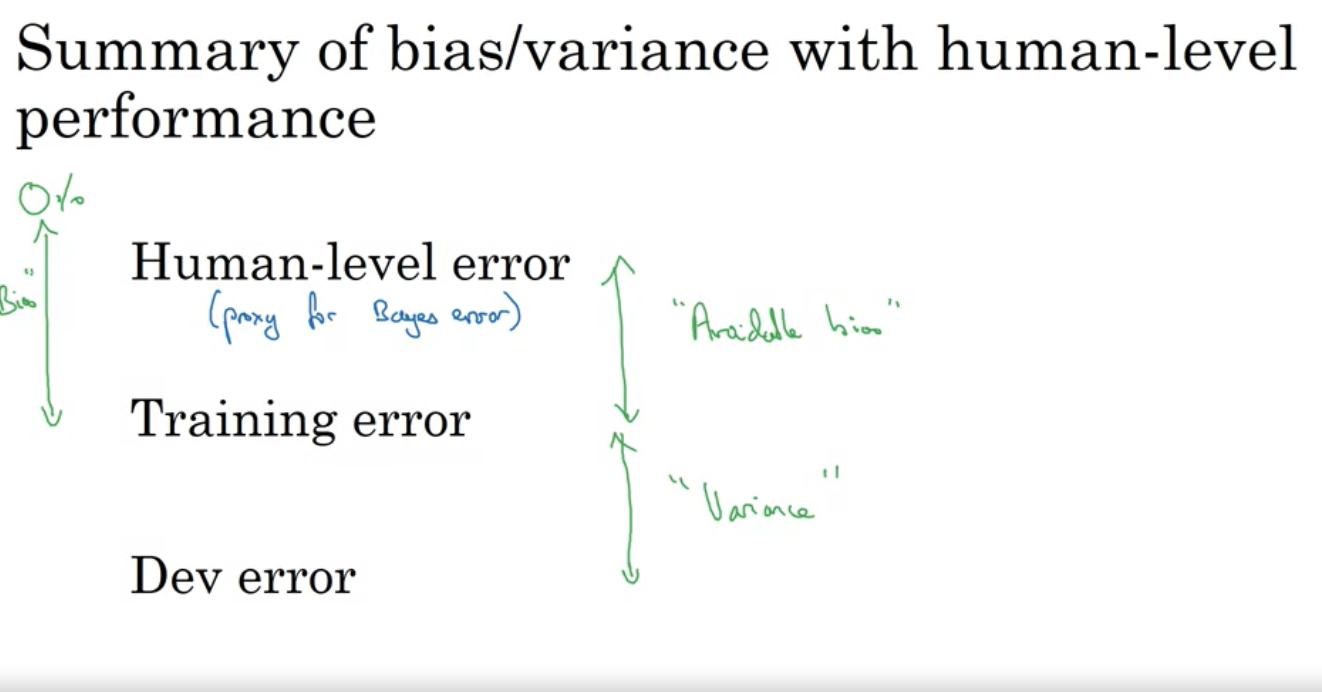 Summary of bias/variance with human-level
performance
0%
Human-level error
"Bias"
(proxy for Bayes error)
"Avoidable bias"
Training error
"Variance"
Dev error